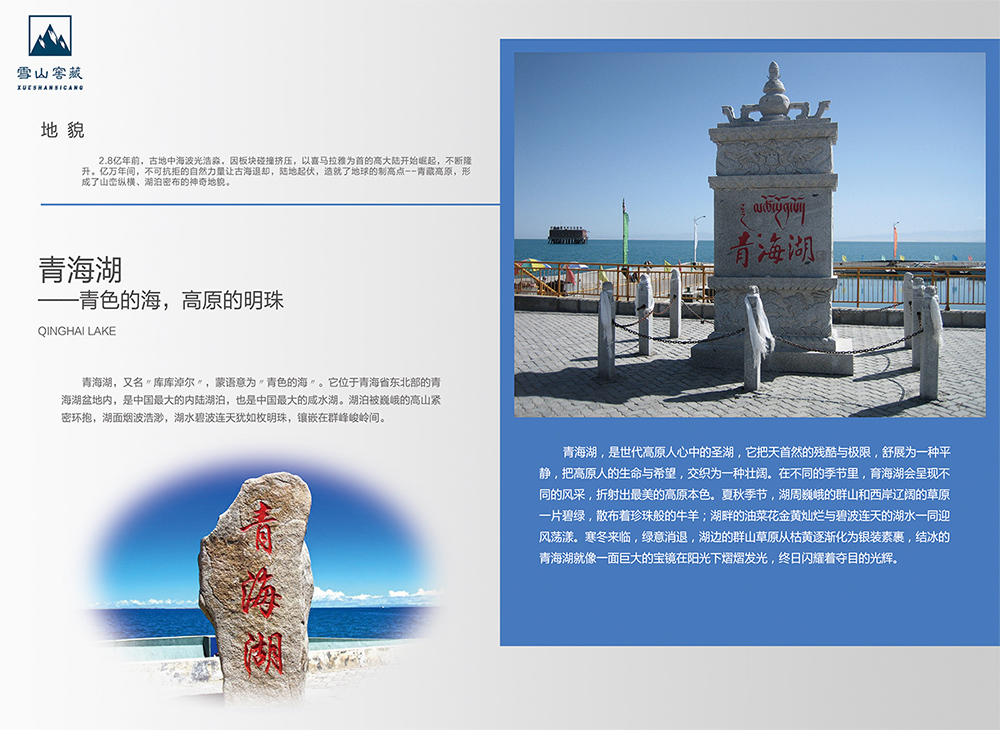 雪山窖藏
XUESHANSICANG
地 貌
2.8亿年前，古地中海波光浩淼，因板块碰撞挤压，以喜马拉雅为首的高大陆开始崛起，不断隆
升。亿万年间，不可抗拒的自然力量让古海退却，陆地起伏，造就了地球的制高点--青藏高原，形
成了山峦纵横、湖泊密布的神奇地貌。
青海湖
——青色的海，高原的明珠
QINGHAI LAKE
青海湖，又名〃库库淖尔〃，蒙语意为〃青色的海〃。它位于青海省东北部的青
海湖盆地内，是中国最大的内陆湖泊，也是中国最大的咸水湖。湖泊被巍峨的高山紧
密环抱，湖面烟波浩渺，湖水碧波连天犹如枚明珠，镶嵌在群峰峻岭间。
青海湖
青海湖
青海湖，是世代高原人心中的圣湖，它把天首然的残酷与极限，舒展为一种平
静，把高原人的生命与希望，交织为一种壮阔。在不同的季节里，育海湖会呈现不
同的风采，折射出最美的高原本色。夏秋季节，湖周巍峨的群山和西岸辽阔的草原
一片碧绿，散布着珍珠般的牛羊；湖畔的油菜花金黄灿烂与碧波连天的湖水一同迎
风荡漾。寒冬来临，绿意消退，湖边的群山草原从枯黄逐渐化为银装素裹，结冰的
青海湖就像一面巨大的宝镜在阳光下熠熠发光，终日闪耀着夺目的光辉。